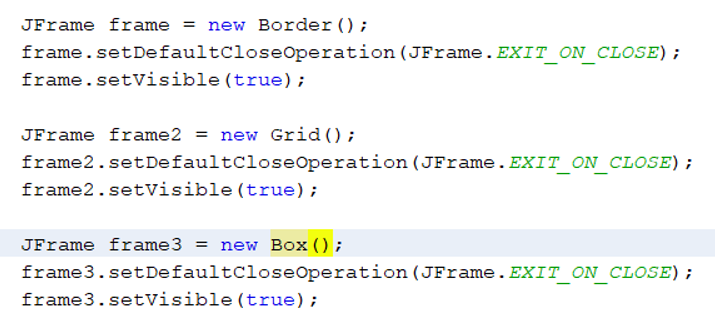 JFrame frame = new Border();
frame.setDefaultCloseOperation(JFrame.EXIT_ON_CLOSE);
frame.setVisible(true);
JFrame frame2 = new Grid();
frame2.setDefaultCloseOperation(JFrame.EXIT_ON_CLOSE);
frame2.setVisible(true);
JFrame frame3 = new Box();
frame3.setDefaultCloseOperation(JFrame.EXIT_ON_CLOSE);
frame3.setVisible(true);